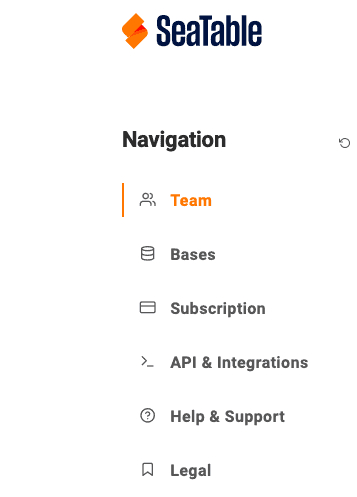 SeaTable
Navigation
Team
Bases
Subscription
API & Integrations
Help & Support
Legal